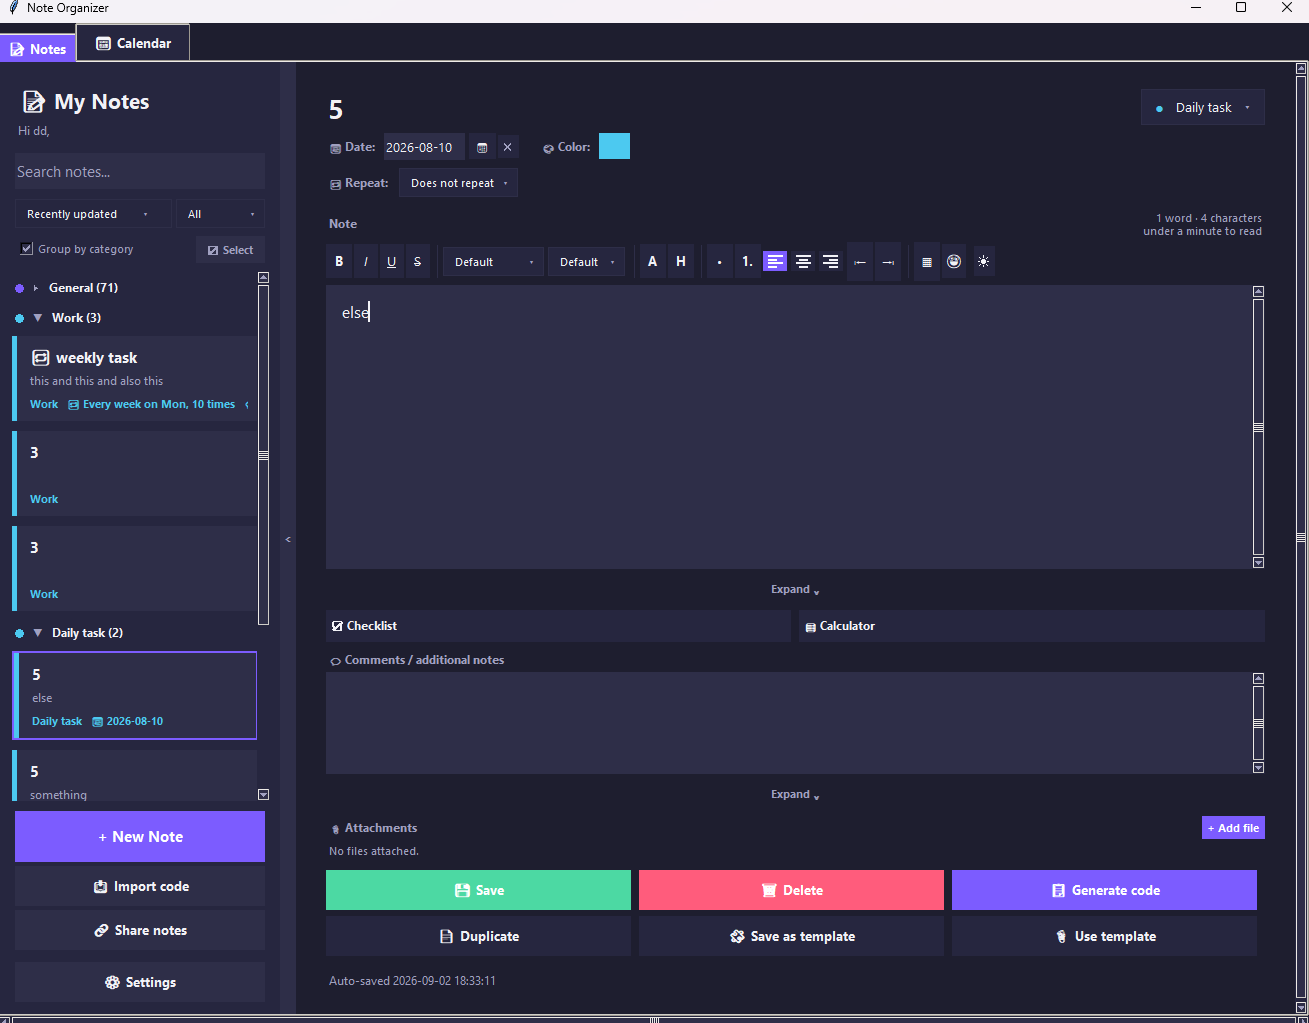 Note Organizer
Notes
Calendar
My Notes
Hi dd,
Search notes...
Recently updated
All
Group by category
Select
General (71)
Work (3)
weekly task
this and this and also this
Work Every week on Mon, 10 times
3
Work
3
Work
Daily task (2)
5
else
Daily task 2026-08-10
5
something
+ New Note
Import code
Share notes
Settings
5
Daily task
Date: 2026-08-10
Color:
Repeat: Does not repeat
Note
1 word · 4 characters
under a minute to read
B I U S Default Default A H • 1.
else
Expand
Checklist
Calculator
Comments / additional notes
Expand
Attachments
+ Add file
No files attached.
Save
Delete
Generate code
Duplicate
Save as template
Use template
Auto-saved 2026-09-02 18:33:11